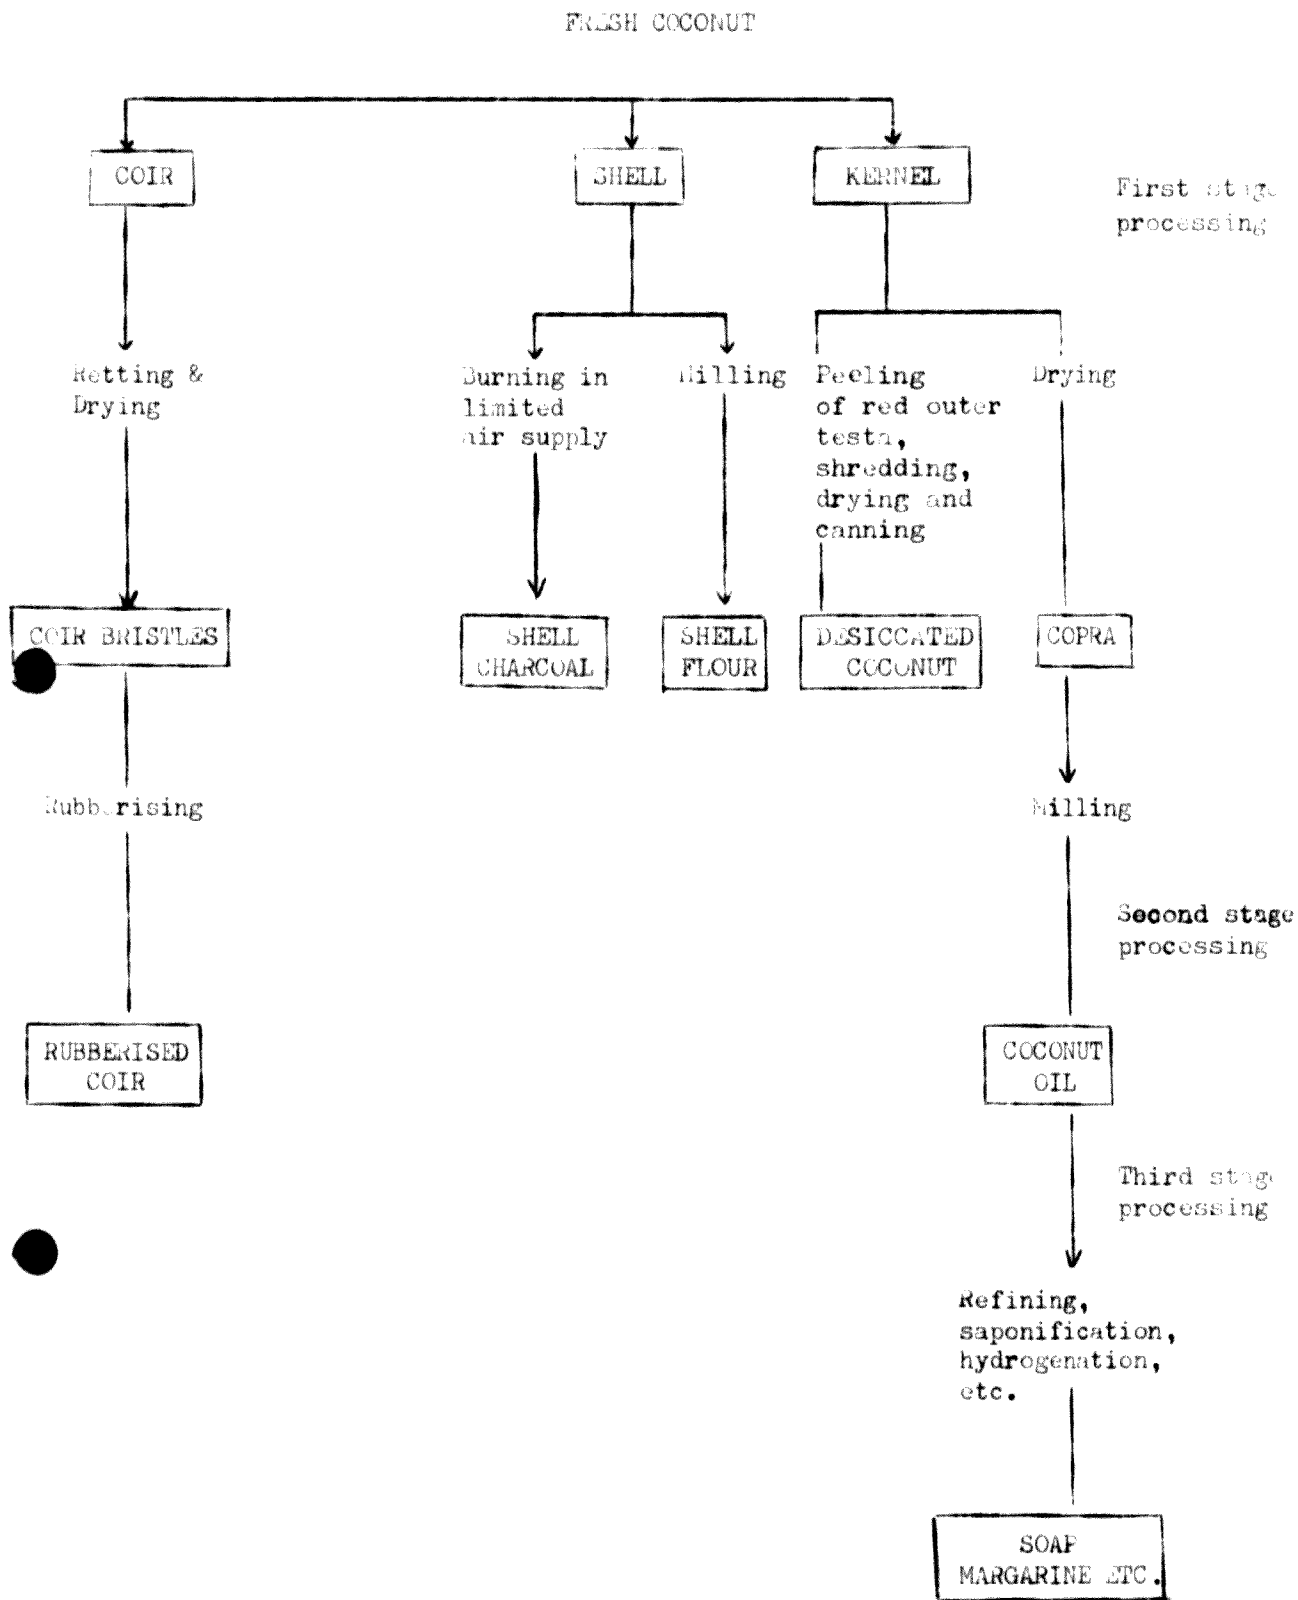 FRESH COCONUT
COIR
SHELL
KERNEL
First stage
processing
Retting &
Drying
Burning in
limited
air supply
Milling
Peeling
of red outer
testa,
shredding,
drying and
canning
Drying
COIR BRISTLES
SHELL
CHARCOAL
SHELL
FLOUR
DESICCATED
COCONUT
COPRA
Rubberising
Milling
Second stage
processing
RUBBERISED
COIR
COCONUT
OIL
Third stage
processing
Refining,
saponification,
hydrogenation,
etc.
SOAP
MARGARINE ETC.